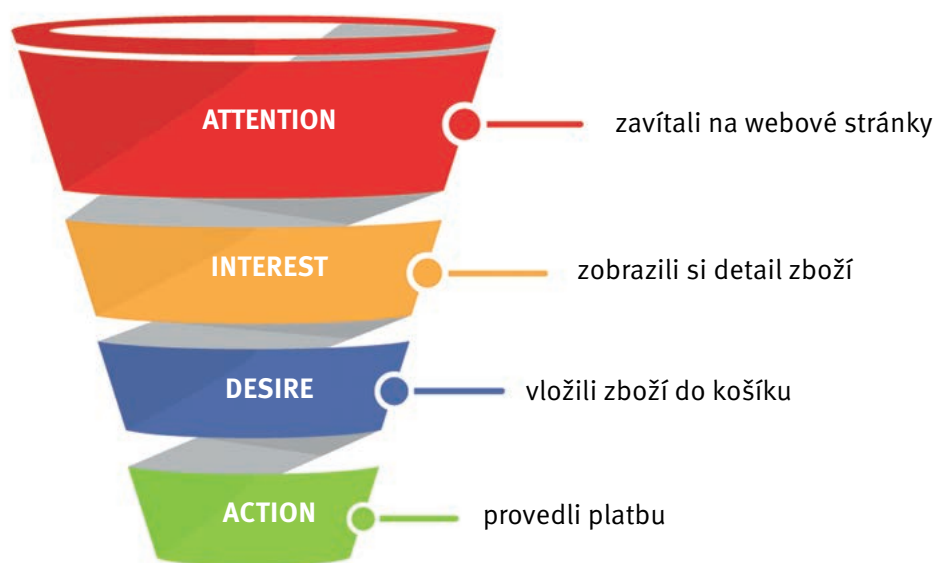 ATTENTION
zavítali na webové stránky
INTEREST
zobrazili si detail zboží
DESIRE
vložili zboží do košíku
ACTION
provedli platbu